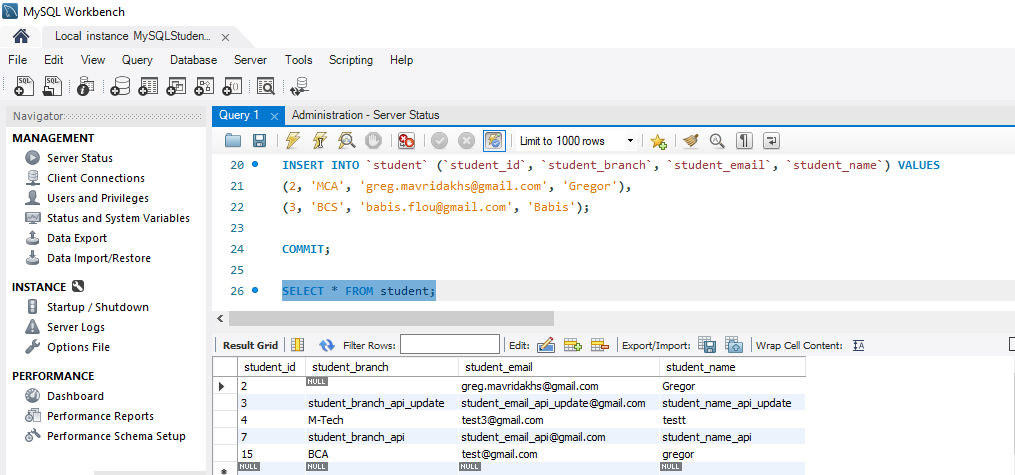 MySQL Workbench
Local instance MySQLStuden... ×
File Edit View Query Database Server Tools Scripting Help
Navigator
MANAGEMENT
Server Status
Client Connections
Users and Privileges
Status and System Variables
Data Export
Data Import/Restore
INSTANCE
Startup / Shutdown
Server Logs
Options File
PERFORMANCE
Dashboard
Performance Reports
Performance Schema Setup
Query 1 × Administration - Server Status
Limit to 1000 rows
20 INSERT INTO `student` (`student_id`, `student_branch`, `student_email`, `student_name`) VALUES
21 (2, 'MCA', 'greg.mavridakhs@gmail.com', 'Gregor'),
22 (3, 'BCS', 'babis.flou@gmail.com', 'Babis');
23
24 COMMIT;
25
26 SELECT * FROM student;
Result Grid Filter Rows: Edit: Export/Import: Wrap Cell Content:
student_id student_branch student_email student_name
2 NULL greg.mavridakhs@gmail.com Gregor
3 student_branch_api_update student_email_api_update@gmail.com student_name_api_update
4 M-Tech test3@gmail.com testt
7 student_branch_api student_email_api@gmail.com student_name_api
15 BCA test@gmail.com gregor
NULL NULL NULL NULL